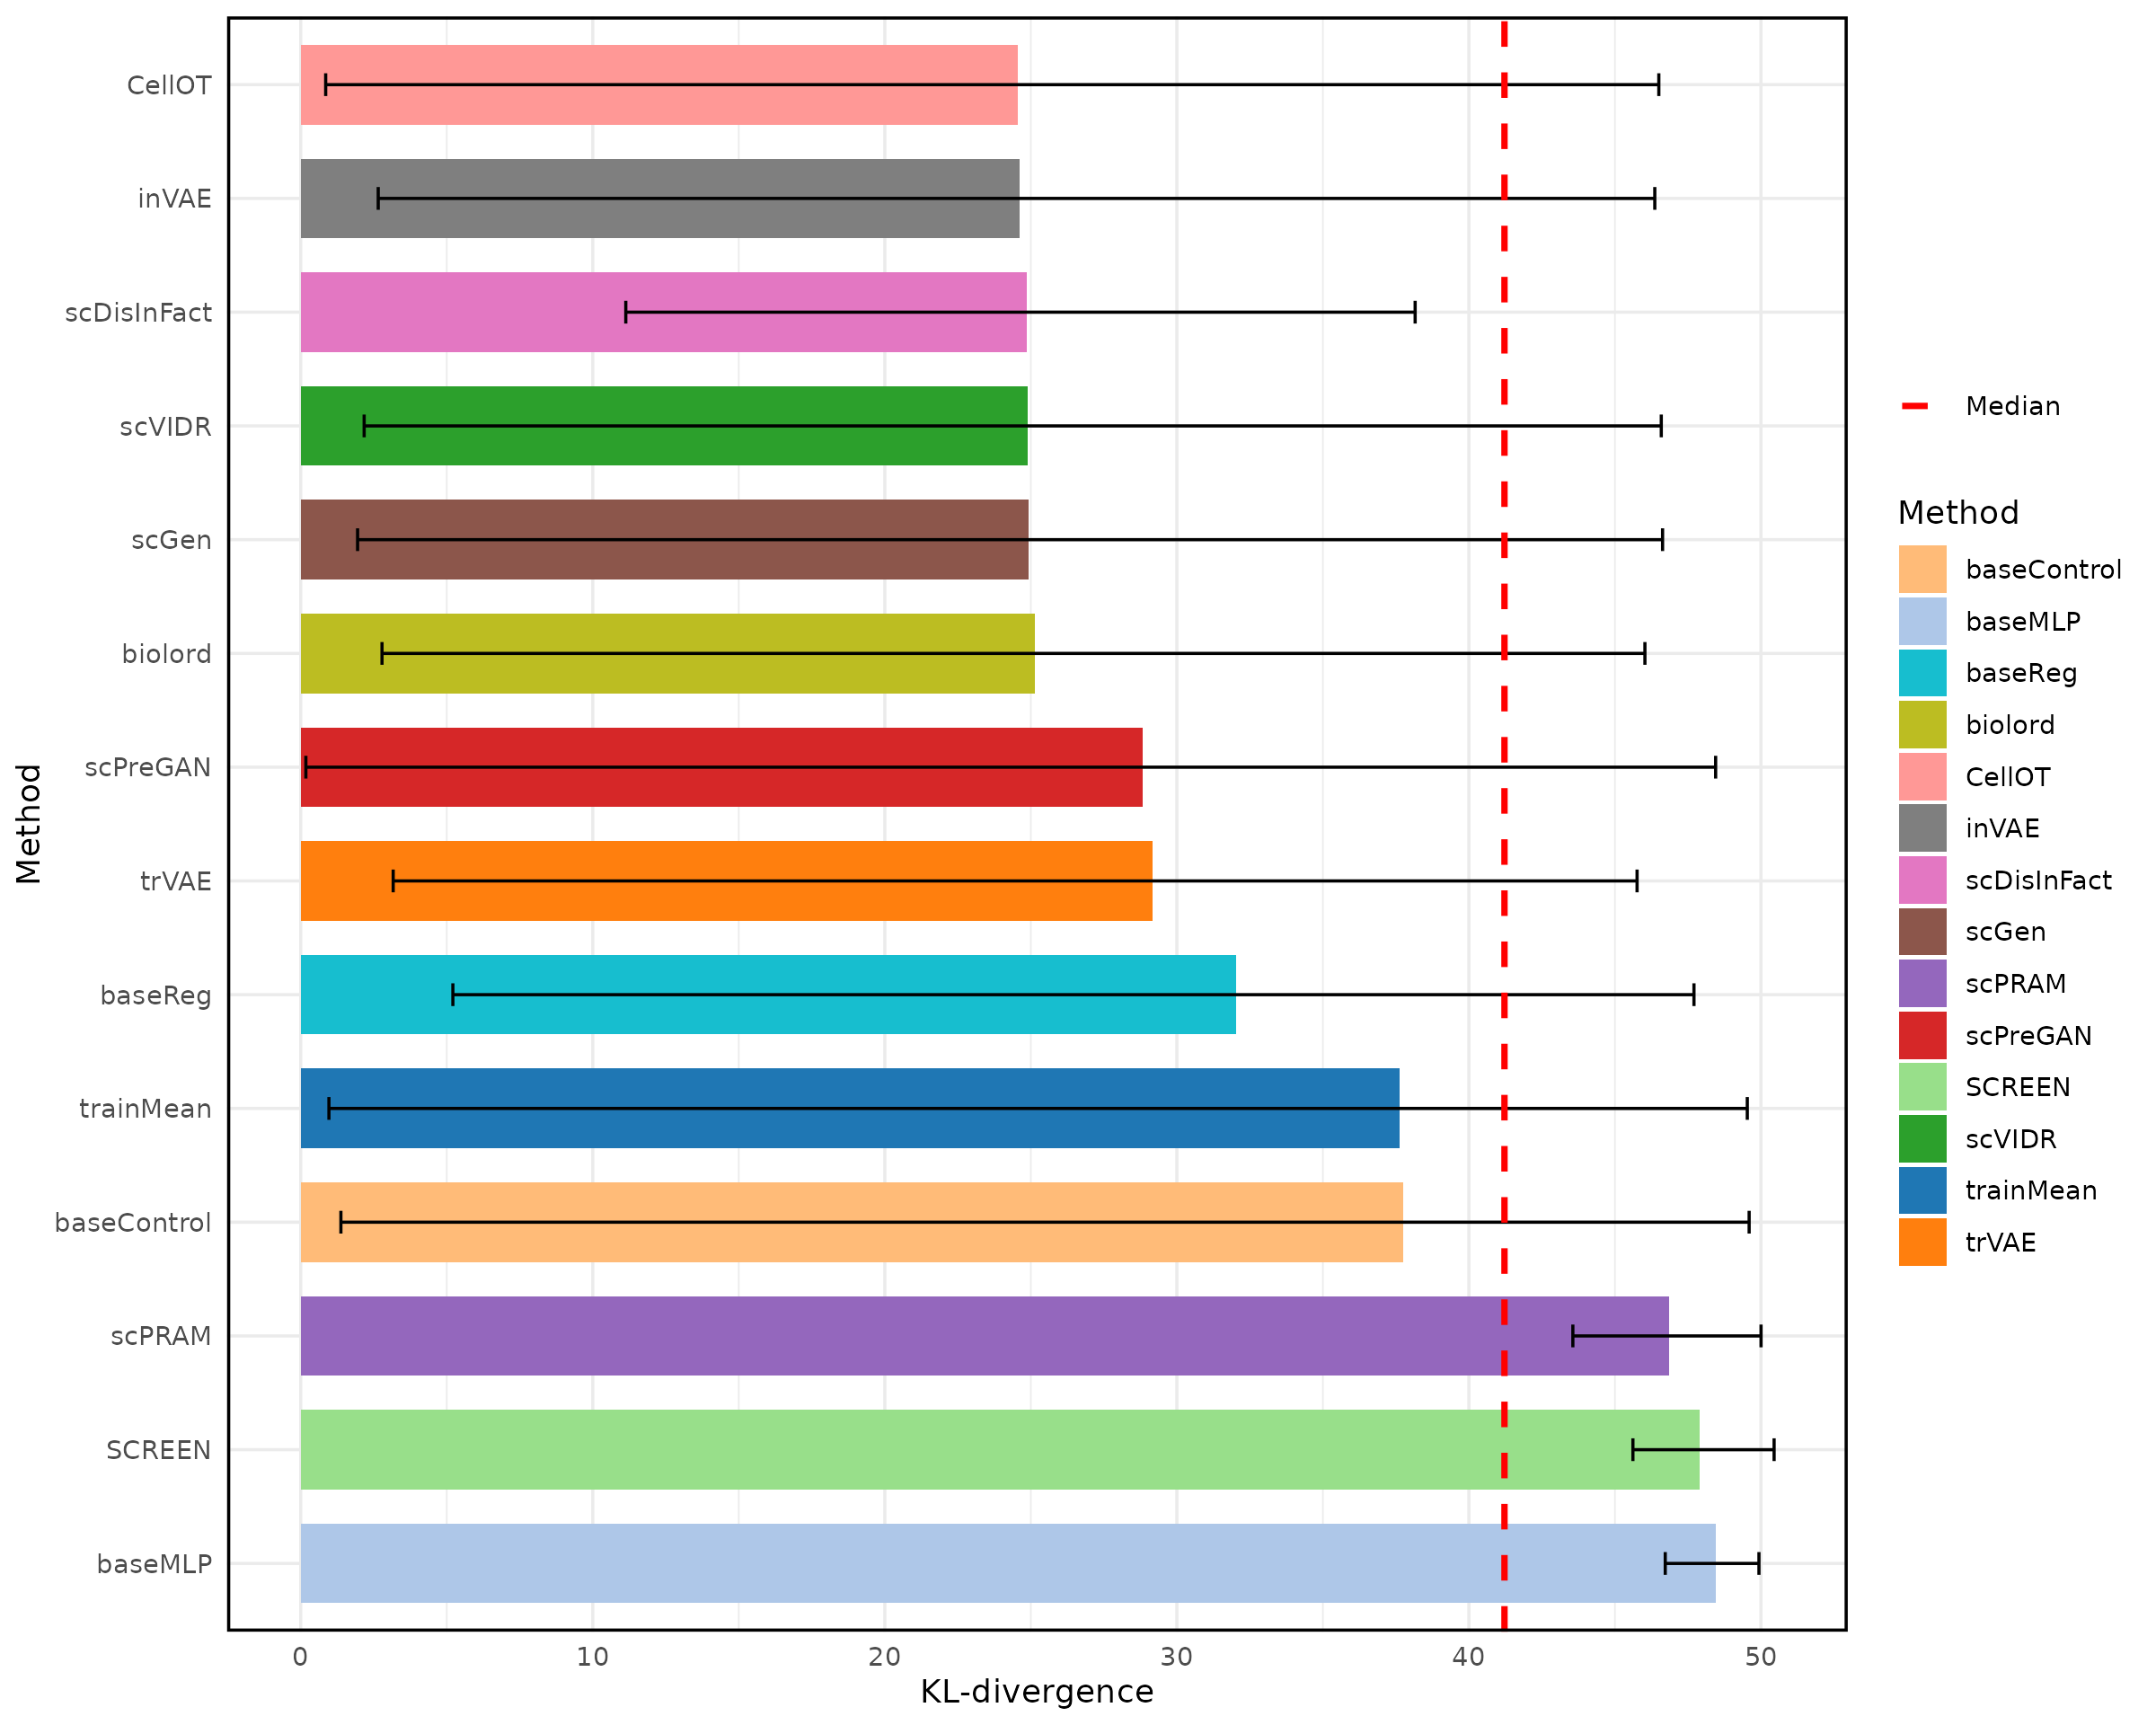 Method
CellOT
inVAE
scDisInFact
scVIDR
scGen
biolord
scPreGAN
trVAE
baseReg
trainMean
baseControl
scPRAM
SCREEN
baseMLP
0 10 20 30 40 50
KL-divergence
Median
Method
baseControl
baseMLP
baseReg
biolord
CellOT
inVAE
scDisInFact
scGen
scPRAM
scPreGAN
SCREEN
scVIDR
trainMean
trVAE